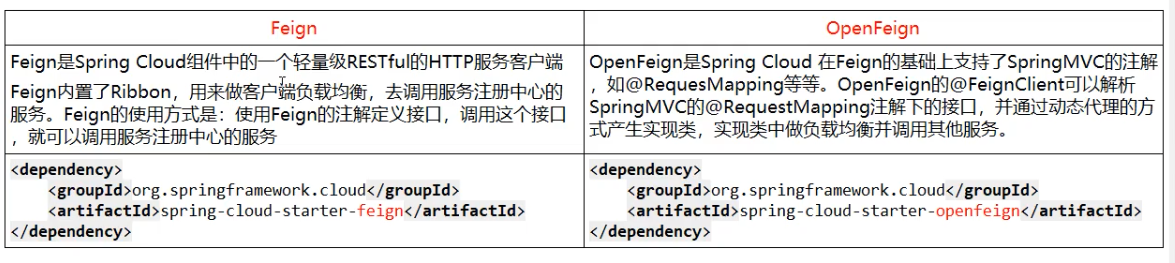 Feign
OpenFeign
Feign是Spring Cloud组件中的一个轻量级RESTful的HTTP服务客户端
Feign内置了Ribbon，用来做客户端负载均衡，去调用服务注册中心的
服务。Feign的使用方式是：使用Feign的注解定义接口，调用这个接口
，就可以调用服务注册中心的服务
OpenFeign是Spring Cloud 在Feign的基础上支持了SpringMVC的注解
，如@RequesMapping等等。OpenFeign的@FeignClient可以解析
SpringMVC的@RequestMapping注解下的接口，并通过动态代理的方
式产生实现类，实现类中做负载均衡并调用其他服务。
<dependency>
    <groupId>org.springframework.cloud</groupId>
    <artifactId>spring-cloud-starter-feign</artifactId>
</dependency>
<dependency>
    <groupId>org.springframework.cloud</groupId>
    <artifactId>spring-cloud-starter-openfeign</artifactId>
</dependency>